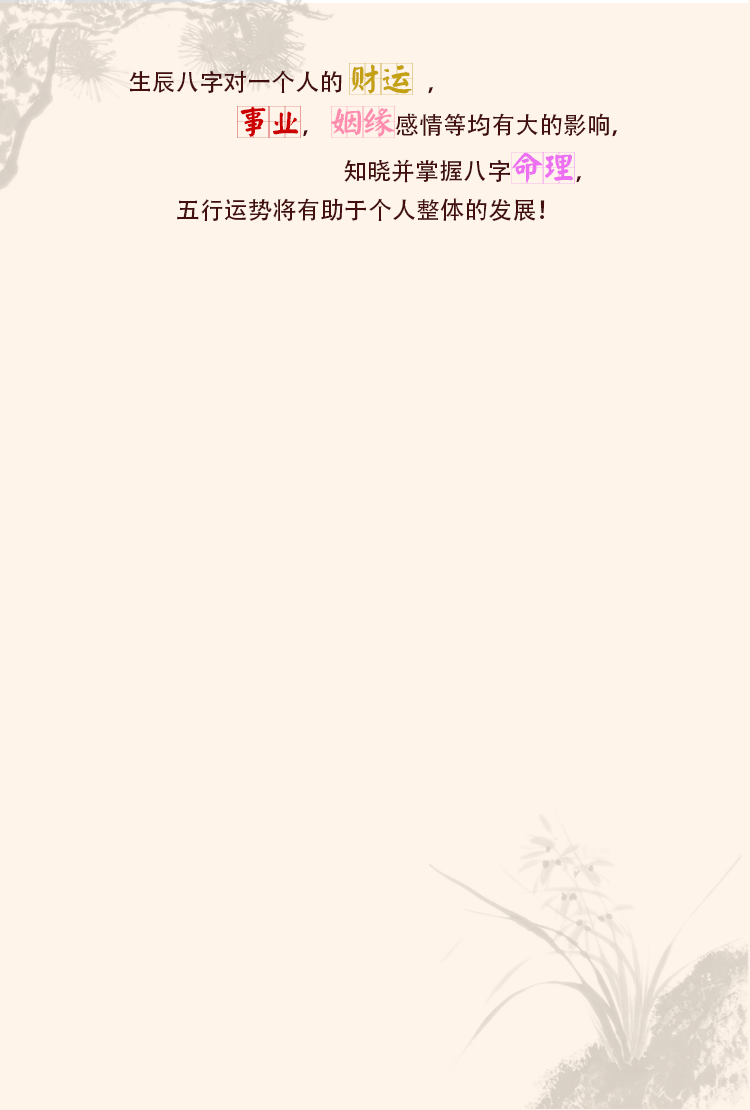 生辰八字对一个人的财运，
事业，姻缘感情等均有大的影响，
知晓并掌握八字命理，
五行运势将有助于个人整体的发展！